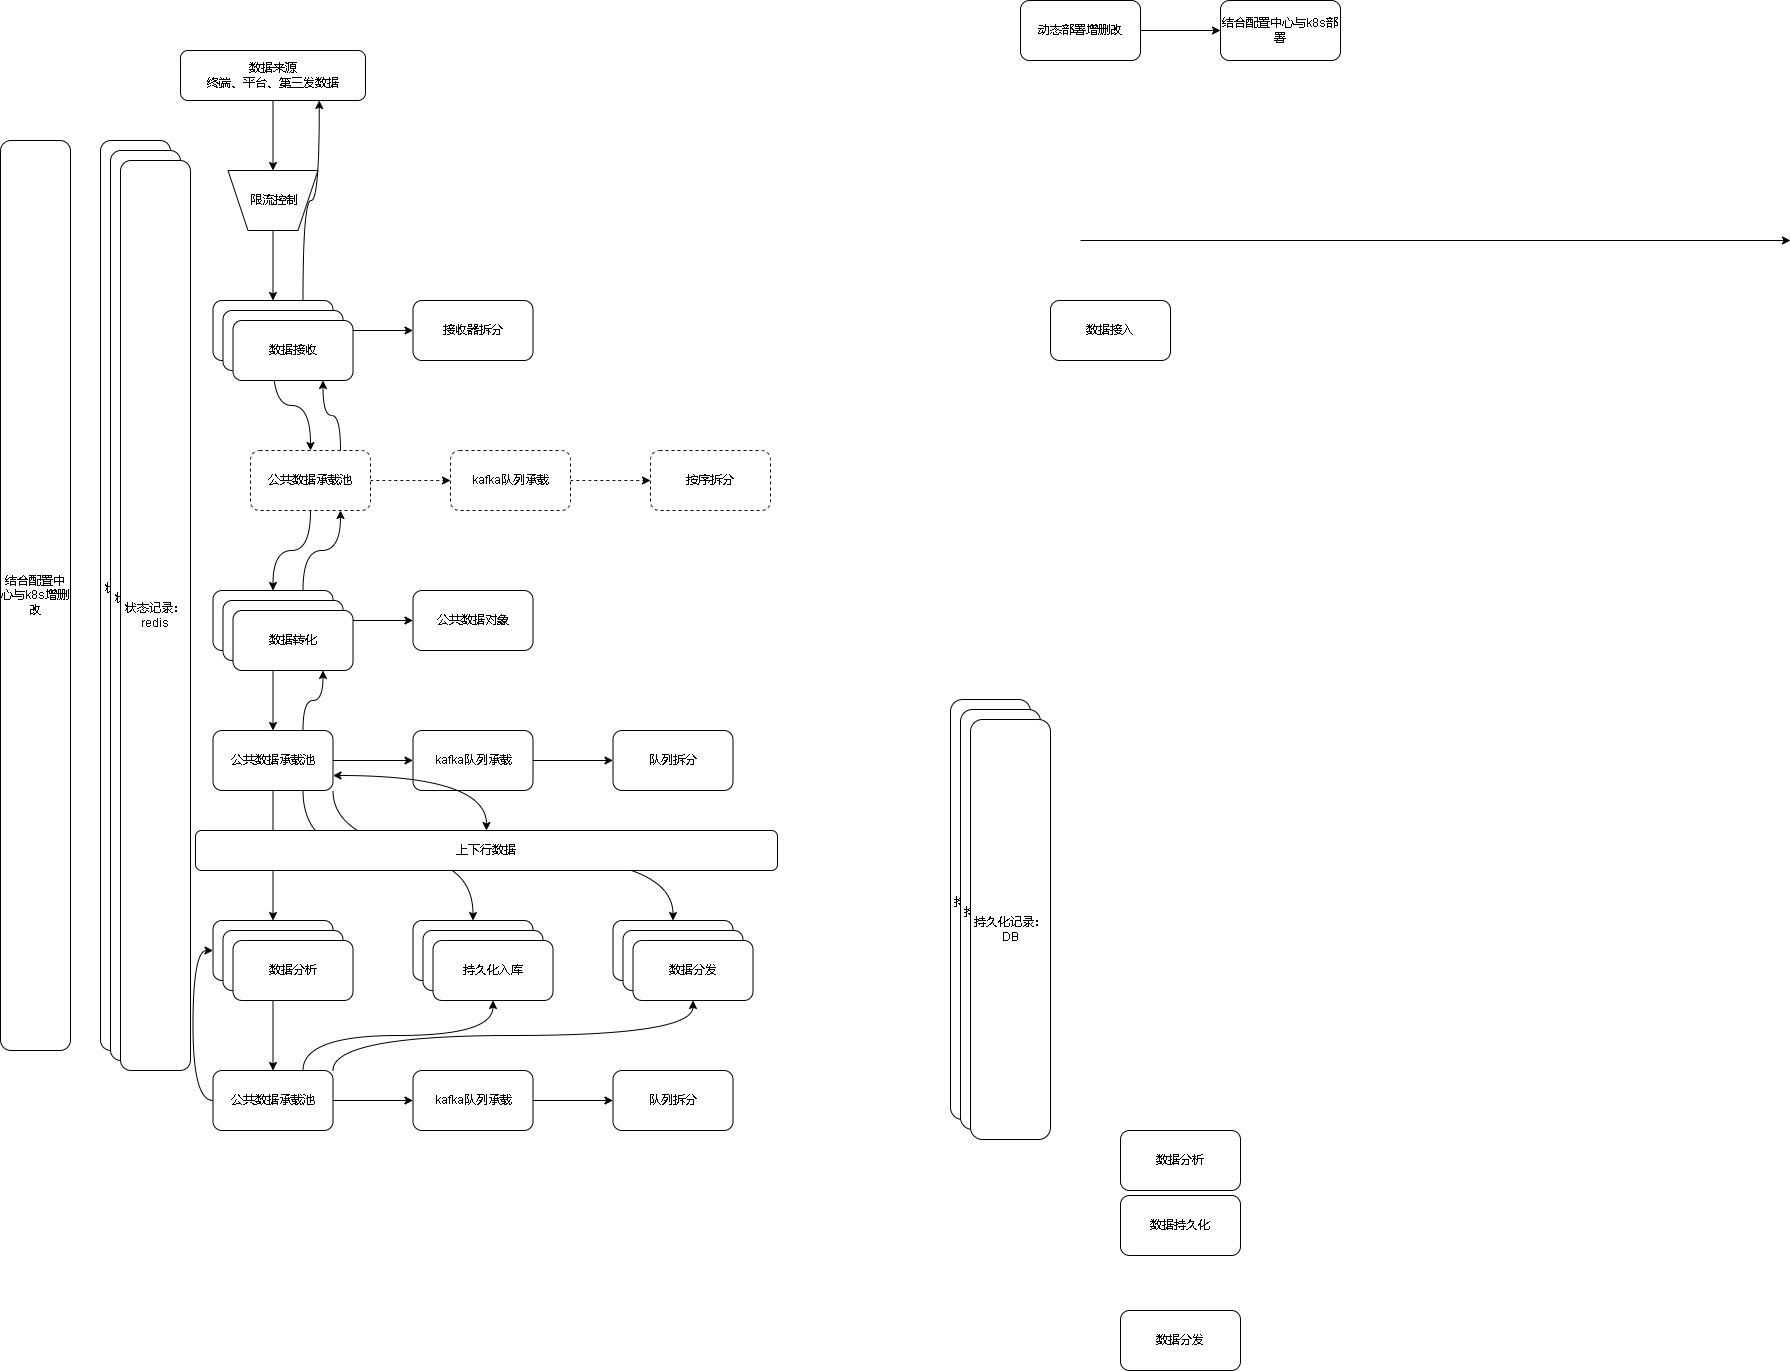 动态部署增删改
结合配置中心与k8s部
署
数据来源
终端、平台、第三发数据
限流控制
数据接收
接收器拆分
数据接入
公共数据承载池
kafka队列承载
按序拆分
结合配置中
心与k8s增删
改
状态记录：
redis
数据转化
公共数据对象
公共数据承载池
kafka队列承载
队列拆分
上下行数据
持久化记录：
DB
数据分析
持久化入库
数据分发
公共数据承载池
kafka队列承载
队列拆分
数据分析
数据持久化
数据分发